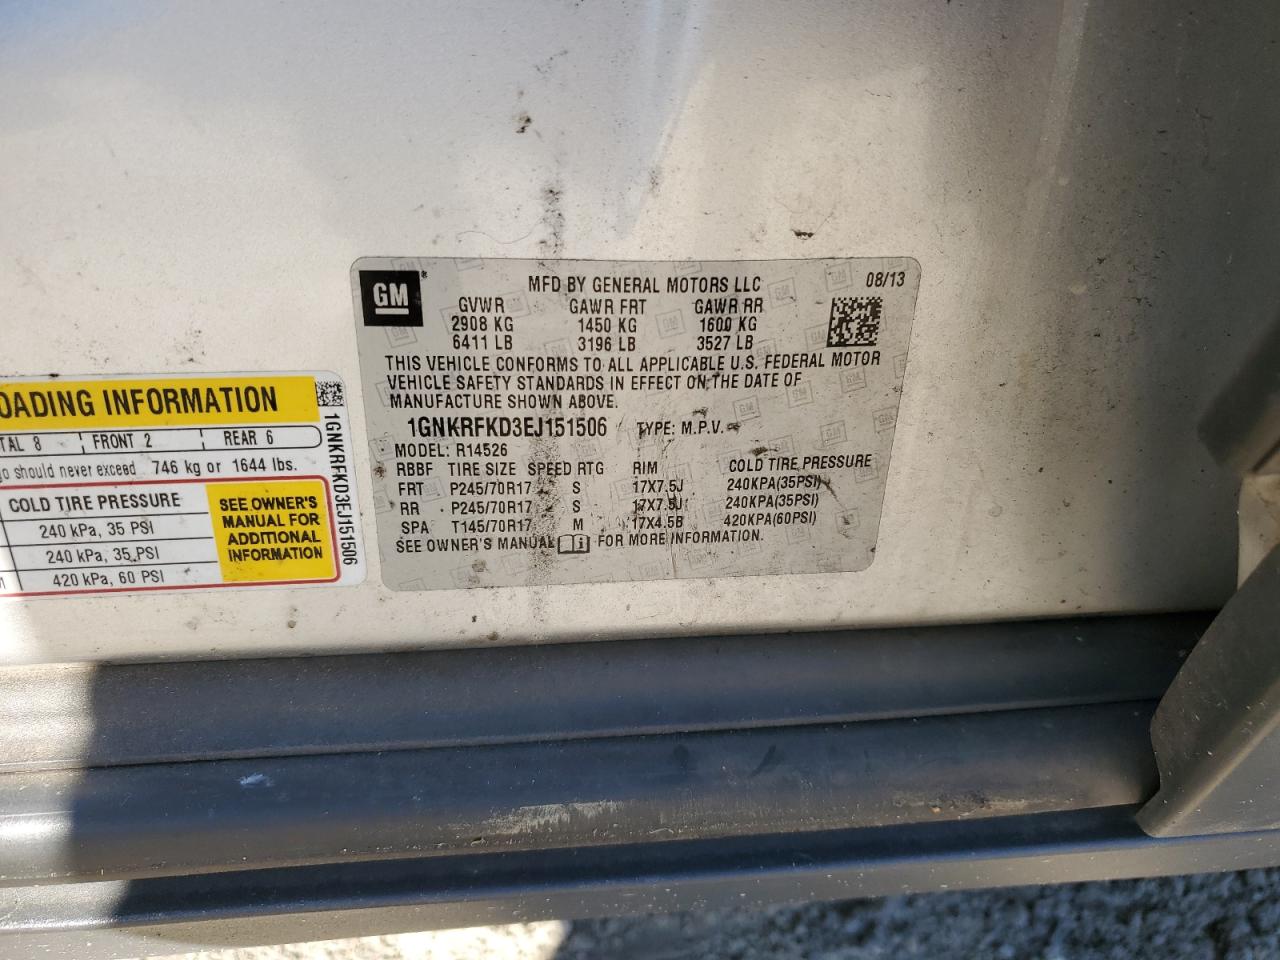 GM
MFD BY GENERAL MOTORS LLC 08/13
GVWR GAWR FRT GAWR RR
2908 KG 1450 KG 1600 KG
6411 LB 3196 LB 3527 LB
THIS VEHICLE CONFORMS TO ALL APPLICABLE U.S. FEDERAL MOTOR
VEHICLE SAFETY STANDARDS IN EFFECT ON THE DATE OF
MANUFACTURE SHOWN ABOVE.
1GNKRFKD3EJ151506 TYPE: M.P.V.
MODEL: R14526
RBBF TIRE SIZE SPEED RTG RIM COLD TIRE PRESSURE
FRT P245/70R17 S 17X7.5J 240KPA(35PSI)
RR P245/70R17 S 17X7.5J 240KPA(35PSI)
SPA T145/70R17 M 17X4.5B 420KPA(60PSI)
SEE OWNER'S MANUAL FOR MORE INFORMATION.
OADING INFORMATION
TAL 8 FRONT 2 REAR 6
go should never exceed 746 kg or 1644 lbs.
COLD TIRE PRESSURE
240 kPa, 35 PSI
240 kPa, 35 PSI
420 kPa, 60 PSI
SEE OWNER'S
MANUAL FOR
ADDITIONAL
INFORMATION
1GNKRFKD3EJ151506